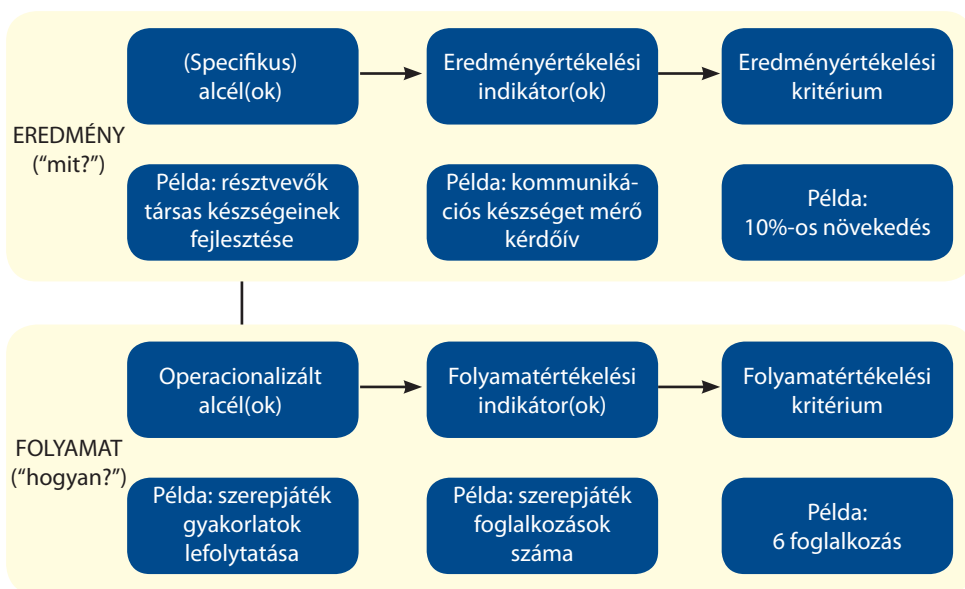 (Specifikus)
alcél(ok)
Eredményértékelési
indikátor(ok)
Eredményértékelési
kritérium
EREDMÉNY
(“mit?”)
Példa: résztvevők
társas készségeinek
fejlesztése
Példa: kommuniká-
ciós készséget mérő
kérdőív
Példa:
10%-os növekedés
Operacionalizált
alcél(ok)
Folyamatértékelési
indikátor(ok)
Folyamatértékelési
kritérium
FOLYAMAT
(“hogyan?”)
Példa: szerepjáték
gyakorlatok
lefolytatása
Példa: szerepjáték
foglalkozások
száma
Példa:
6 foglalkozás